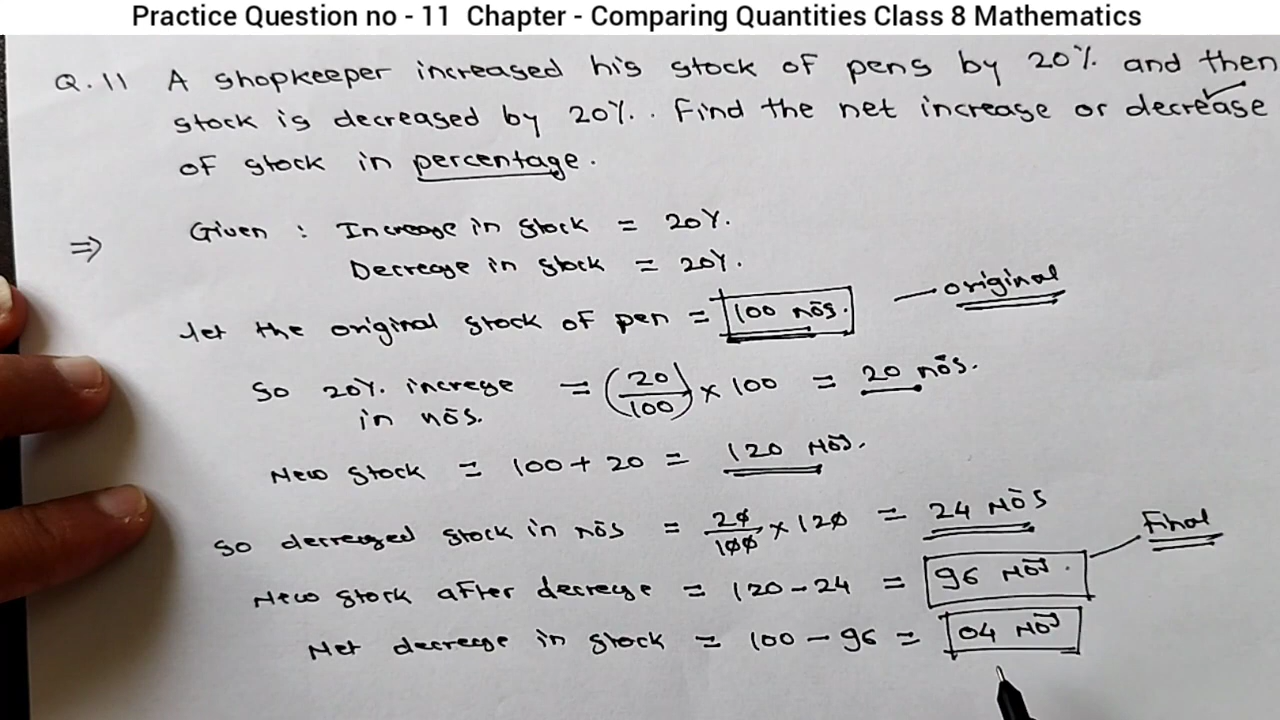 Practice Question no - 11 Chapter - Comparing Quantities Class 8 Mathematics
Q.11 A shopkeeper increased his stock of pens by 20% and then
stock is decreased by 20%. Find the net increase or decrease
of stock in percentage.
⇒ Given : Increase in stock = 20%.
Decrease in stock = 20%.
let the original stock of pen = 100 nos. — original
So 20% increase = (20/100) × 100 = 20 nos.
in nos.
New stock = 100 + 20 = 120 Nos.
So decreased stock in nos = 20/100 × 120 = 24 Nos
New stock after decrease = 120 - 24 = 96 Nos. — Final
Net decrease in stock = 100 - 96 = 04 Nos